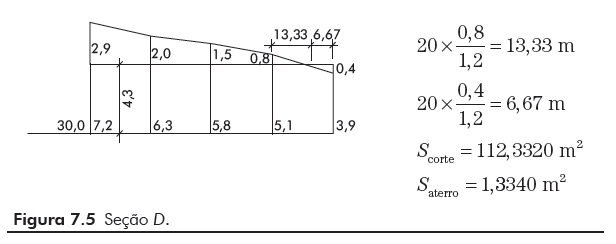 13,33 6,67
2,9
2,0
1,5
0,8
0,4
4,3
30,0 7,2
6,3
5,8
5,1
3,9
20 × 0,8/1,2 = 13,33 m
20 × 0,4/1,2 = 6,67 m
S corte = 112,3320 m²
S aterro = 1,3340 m²
Figura 7.5 Seção D.